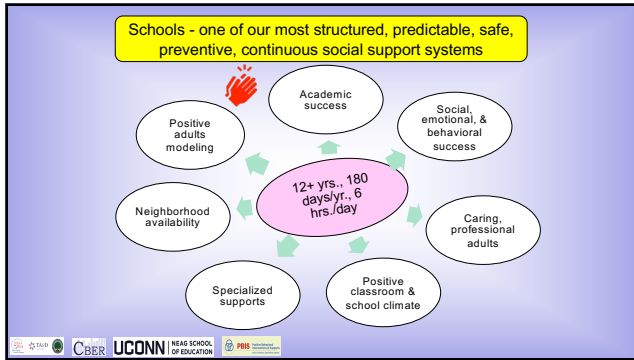 Schools - one of our most structured, predictable, safe,
preventive, continuous social support systems
Academic
success
Social,
emotional, &
behavioral
success
Positive
adults
modeling
12+ yrs., 180
days/yr., 6
hrs./day
Neighborhood
availability
Caring,
professional
adults
Specialized
supports
Positive
classroom &
school climate
CBER
UCONN
NEAG SCHOOL
OF EDUCATION
PBIS